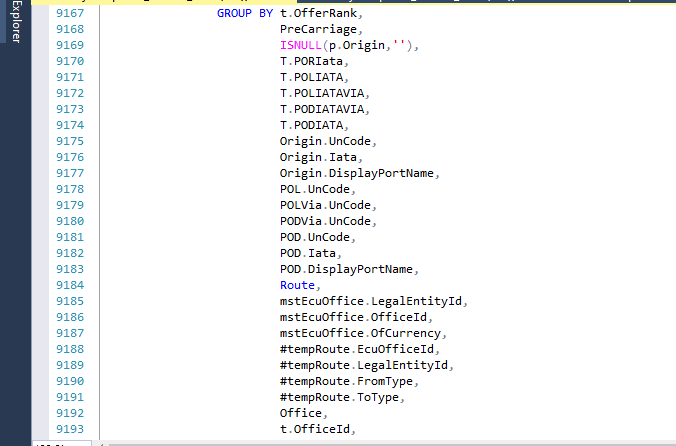 Explorer
9167 GROUP BY t.OfferRank,
9168 PreCarriage,
9169 ISNULL(p.Origin,''),
9170 T.PORIata,
9171 T.POLIATA,
9172 T.POLIATAVIA,
9173 T.PODIATAVIA,
9174 T.PODIATA,
9175 Origin.UnCode,
9176 Origin.Iata,
9177 Origin.DisplayPortName,
9178 POL.UnCode,
9179 POLVia.UnCode,
9180 PODVia.UnCode,
9181 POD.UnCode,
9182 POD.Iata,
9183 POD.DisplayPortName,
9184 Route,
9185 mstEcuOffice.LegalEntityId,
9186 mstEcuOffice.OfficeId,
9187 mstEcuOffice.OfCurrency,
9188 #tempRoute.EcuOfficeId,
9189 #tempRoute.LegalEntityId,
9190 #tempRoute.FromType,
9191 #tempRoute.ToType,
9192 Office,
9193 t.OfficeId,